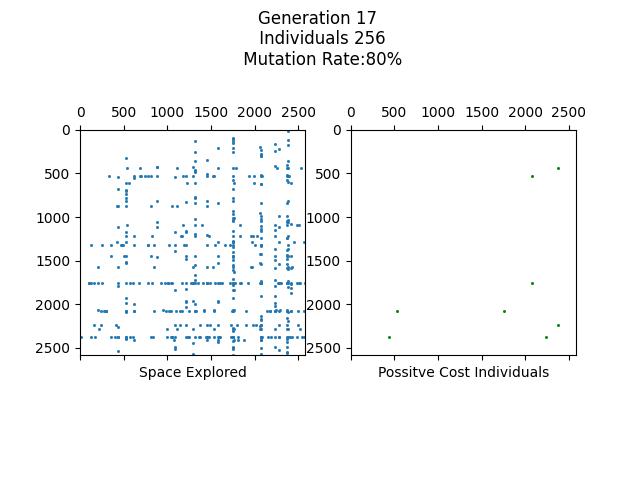 Generation 17
Individuals 256
Mutation Rate:80%
0 500 1000 1500 2000 2500
0 500 1000 1500 2000 2500
0
500
1000
1500
2000
2500
0
500
1000
1500
2000
2500
Space Explored
Possitve Cost Individuals